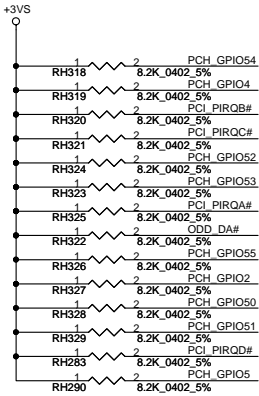 +3VS
1 2 PCH_GPIO54
RH318 8.2K_0402_5%
1 2 PCH_GPIO4
RH319 8.2K_0402_5%
1 2 PCI_PIRQB#
RH320 8.2K_0402_5%
1 2 PCI_PIRQC#
RH321 8.2K_0402_5%
1 2 PCH_GPIO52
RH324 8.2K_0402_5%
1 2 PCH_GPIO53
RH323 8.2K_0402_5%
1 2 PCI_PIRQA#
RH325 8.2K_0402_5%
1 2 ODD_DA#
RH322 8.2K_0402_5%
1 2 PCH_GPIO55
RH326 8.2K_0402_5%
1 2 PCH_GPIO2
RH327 8.2K_0402_5%
1 2 PCH_GPIO50
RH328 8.2K_0402_5%
1 2 PCH_GPIO51
RH329 8.2K_0402_5%
1 2 PCI_PIRQD#
RH283 8.2K_0402_5%
1 2 PCH_GPIO5
RH290 8.2K_0402_5%